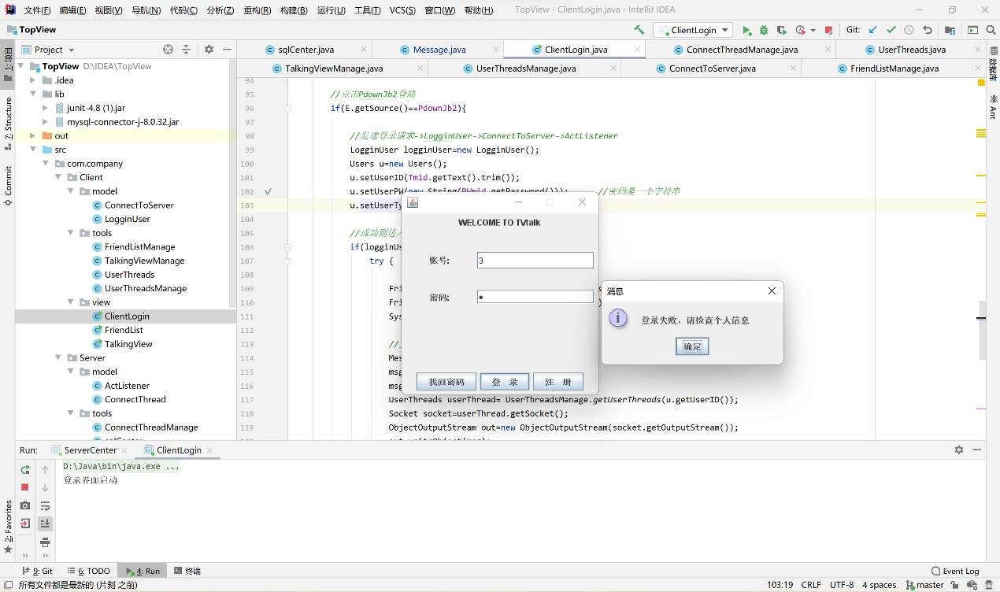 文件(F) 编辑(E) 视图(V) 导航(N) 代码(C) 分析(Z) 重构(R) 构建(B) 运行(U) 工具(T) VCS(S) 窗口(W) 帮助(H) TopView - ClientLogin.java - IntelliJ IDEA
TopView ClientLogin Git:
Project sqlCenter.java Message.java ClientLogin.java ConnectThreadManage.java UserThreads.java
TalkingViewManage.java UserThreadsManage.java ConnectToServer.java FriendListManage.java
1: 项目
Z: Structure
Commit
2: Favorites
数据库
Ant
TopView D:\IDEA\TopView
.idea
lib
junit-4.8 (1).jar
mysql-connector-j-8.0.32.jar
out
src
com.company
Client
model
ConnectToServer
LogginUser
tools
FriendListManage
TalkingViewManage
UserThreads
UserThreadsManage
view
ClientLogin
FriendList
TalkingView
Server
model
ActListener
ConnectThread
tools
ConnectThreadManage
sqlCenter
94
95 //点击PdownJb2登陆
96 if(E.getSource()==PdownJb2){
97
98 //发送登录请求->LogginUser->ConnectToServer->ActListener
99 LogginUser logginUser=new LogginUser();
100 Users u=new Users();
101 u.setUserID(Tmid.getText().trim());
102 u.setUserPW(new String(PWmid.getPassword())); //密码是一个字符串
103 u.setUserTy
104
105 //成功则进入
106 if(logginUs
107 try {
108
109 Fri
110 Fri
111 Sys
112
113 //
114 Mes
115 msg
116 msg
117 UserThreads userThread= UserThreadsManage.getUserThreads(u.getUserID());
118 Socket socket=userThread.getSocket();
119 ObjectOutputStream out=new ObjectOutputStream(socket.getOutputStream());
out.writeObject(msg);
WELCOME TO TVtalk
账号: 3
密码: •
找回密码 登 录 注 册
消息
登录失败，请检查个人信息
确定
Run: ServerCenter ClientLogin
D:\Java\bin\java.exe ...
登录界面启动
9: Git 6: TODO 4: Run 终端 Event Log
所有文件都是最新的 (片刻 之前) 103:19 CRLF UTF-8 4 spaces master